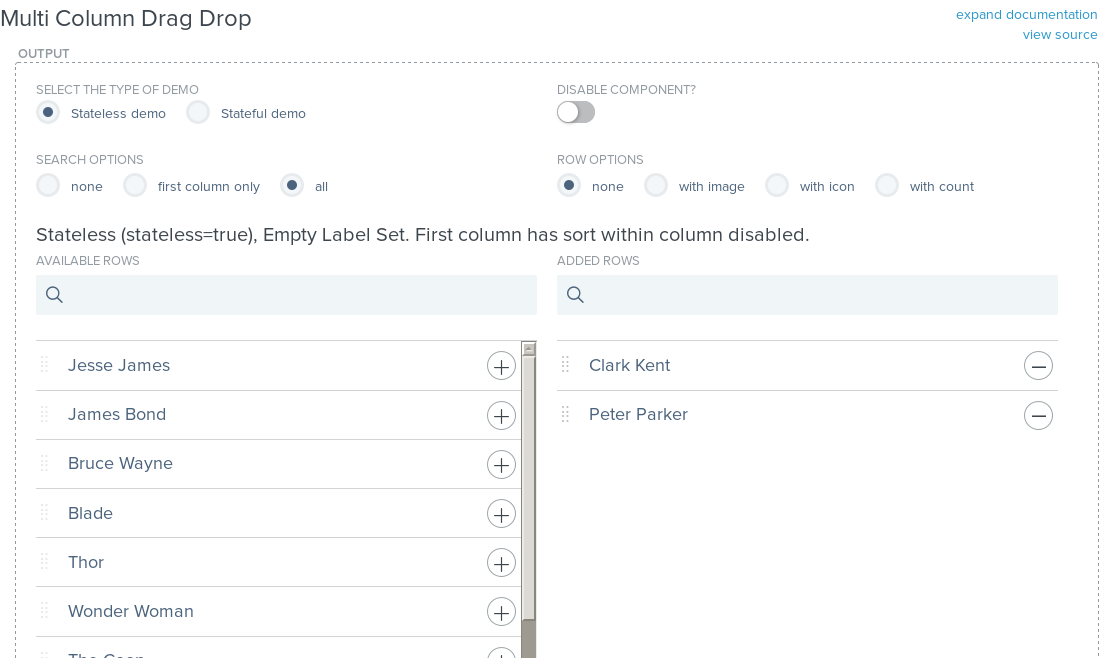 Multi Column Drag Drop
expand documentation
view source
OUTPUT
SELECT THE TYPE OF DEMO
Stateless demo
Stateful demo
DISABLE COMPONENT?
SEARCH OPTIONS
none
first column only
all
ROW OPTIONS
none
with image
with icon
with count
Stateless (stateless=true), Empty Label Set. First column has sort within column disabled.
AVAILABLE ROWS
Jesse James
James Bond
Bruce Wayne
Blade
Thor
Wonder Woman
ADDED ROWS
Clark Kent
Peter Parker